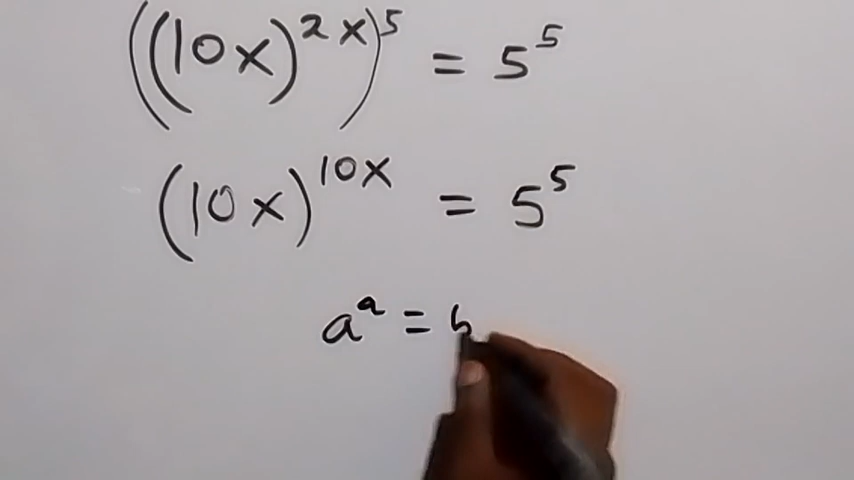 ((10x)^2x)^5 = 5^5
(10x)^10x = 5^5
a^a = b